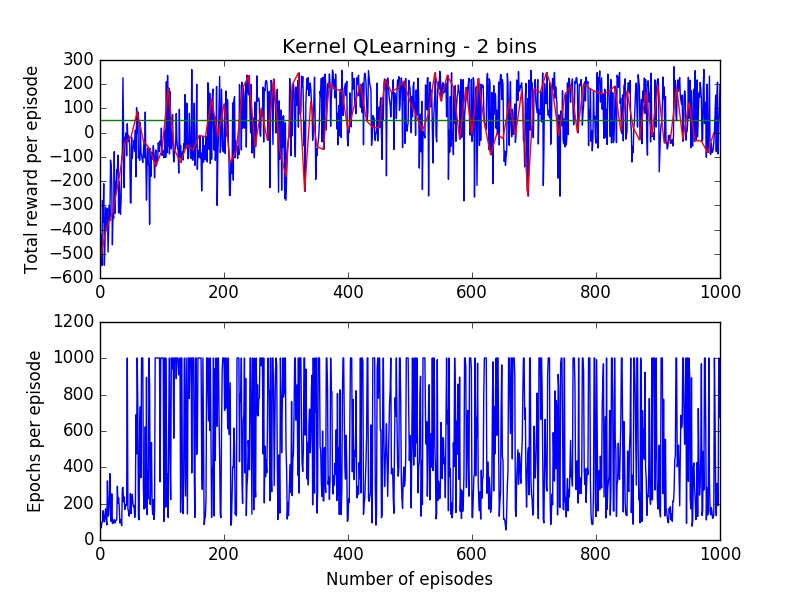 Kernel QLearning - 2 bins
Total reward per episode
300
200
100
0
−100
−200
−300
−400
−500
−600
0 200 400 600 800 1000
Epochs per episode
1200
1000
800
600
400
200
0
0 200 400 600 800 1000
Number of episodes